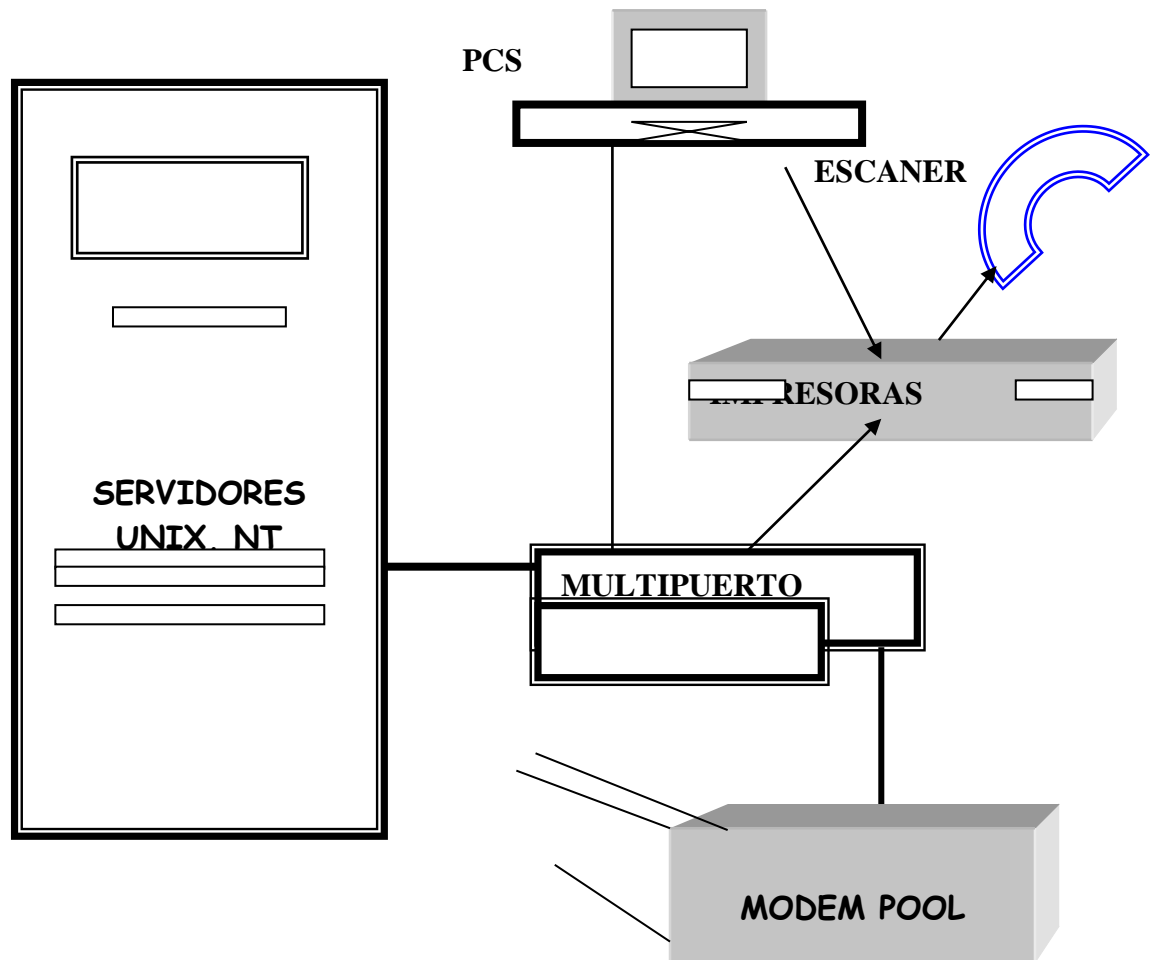 PCS
ESCANER
IMPRESORAS
SERVIDORES
UNIX, NT
MULTIPUERTO
MODEM POOL